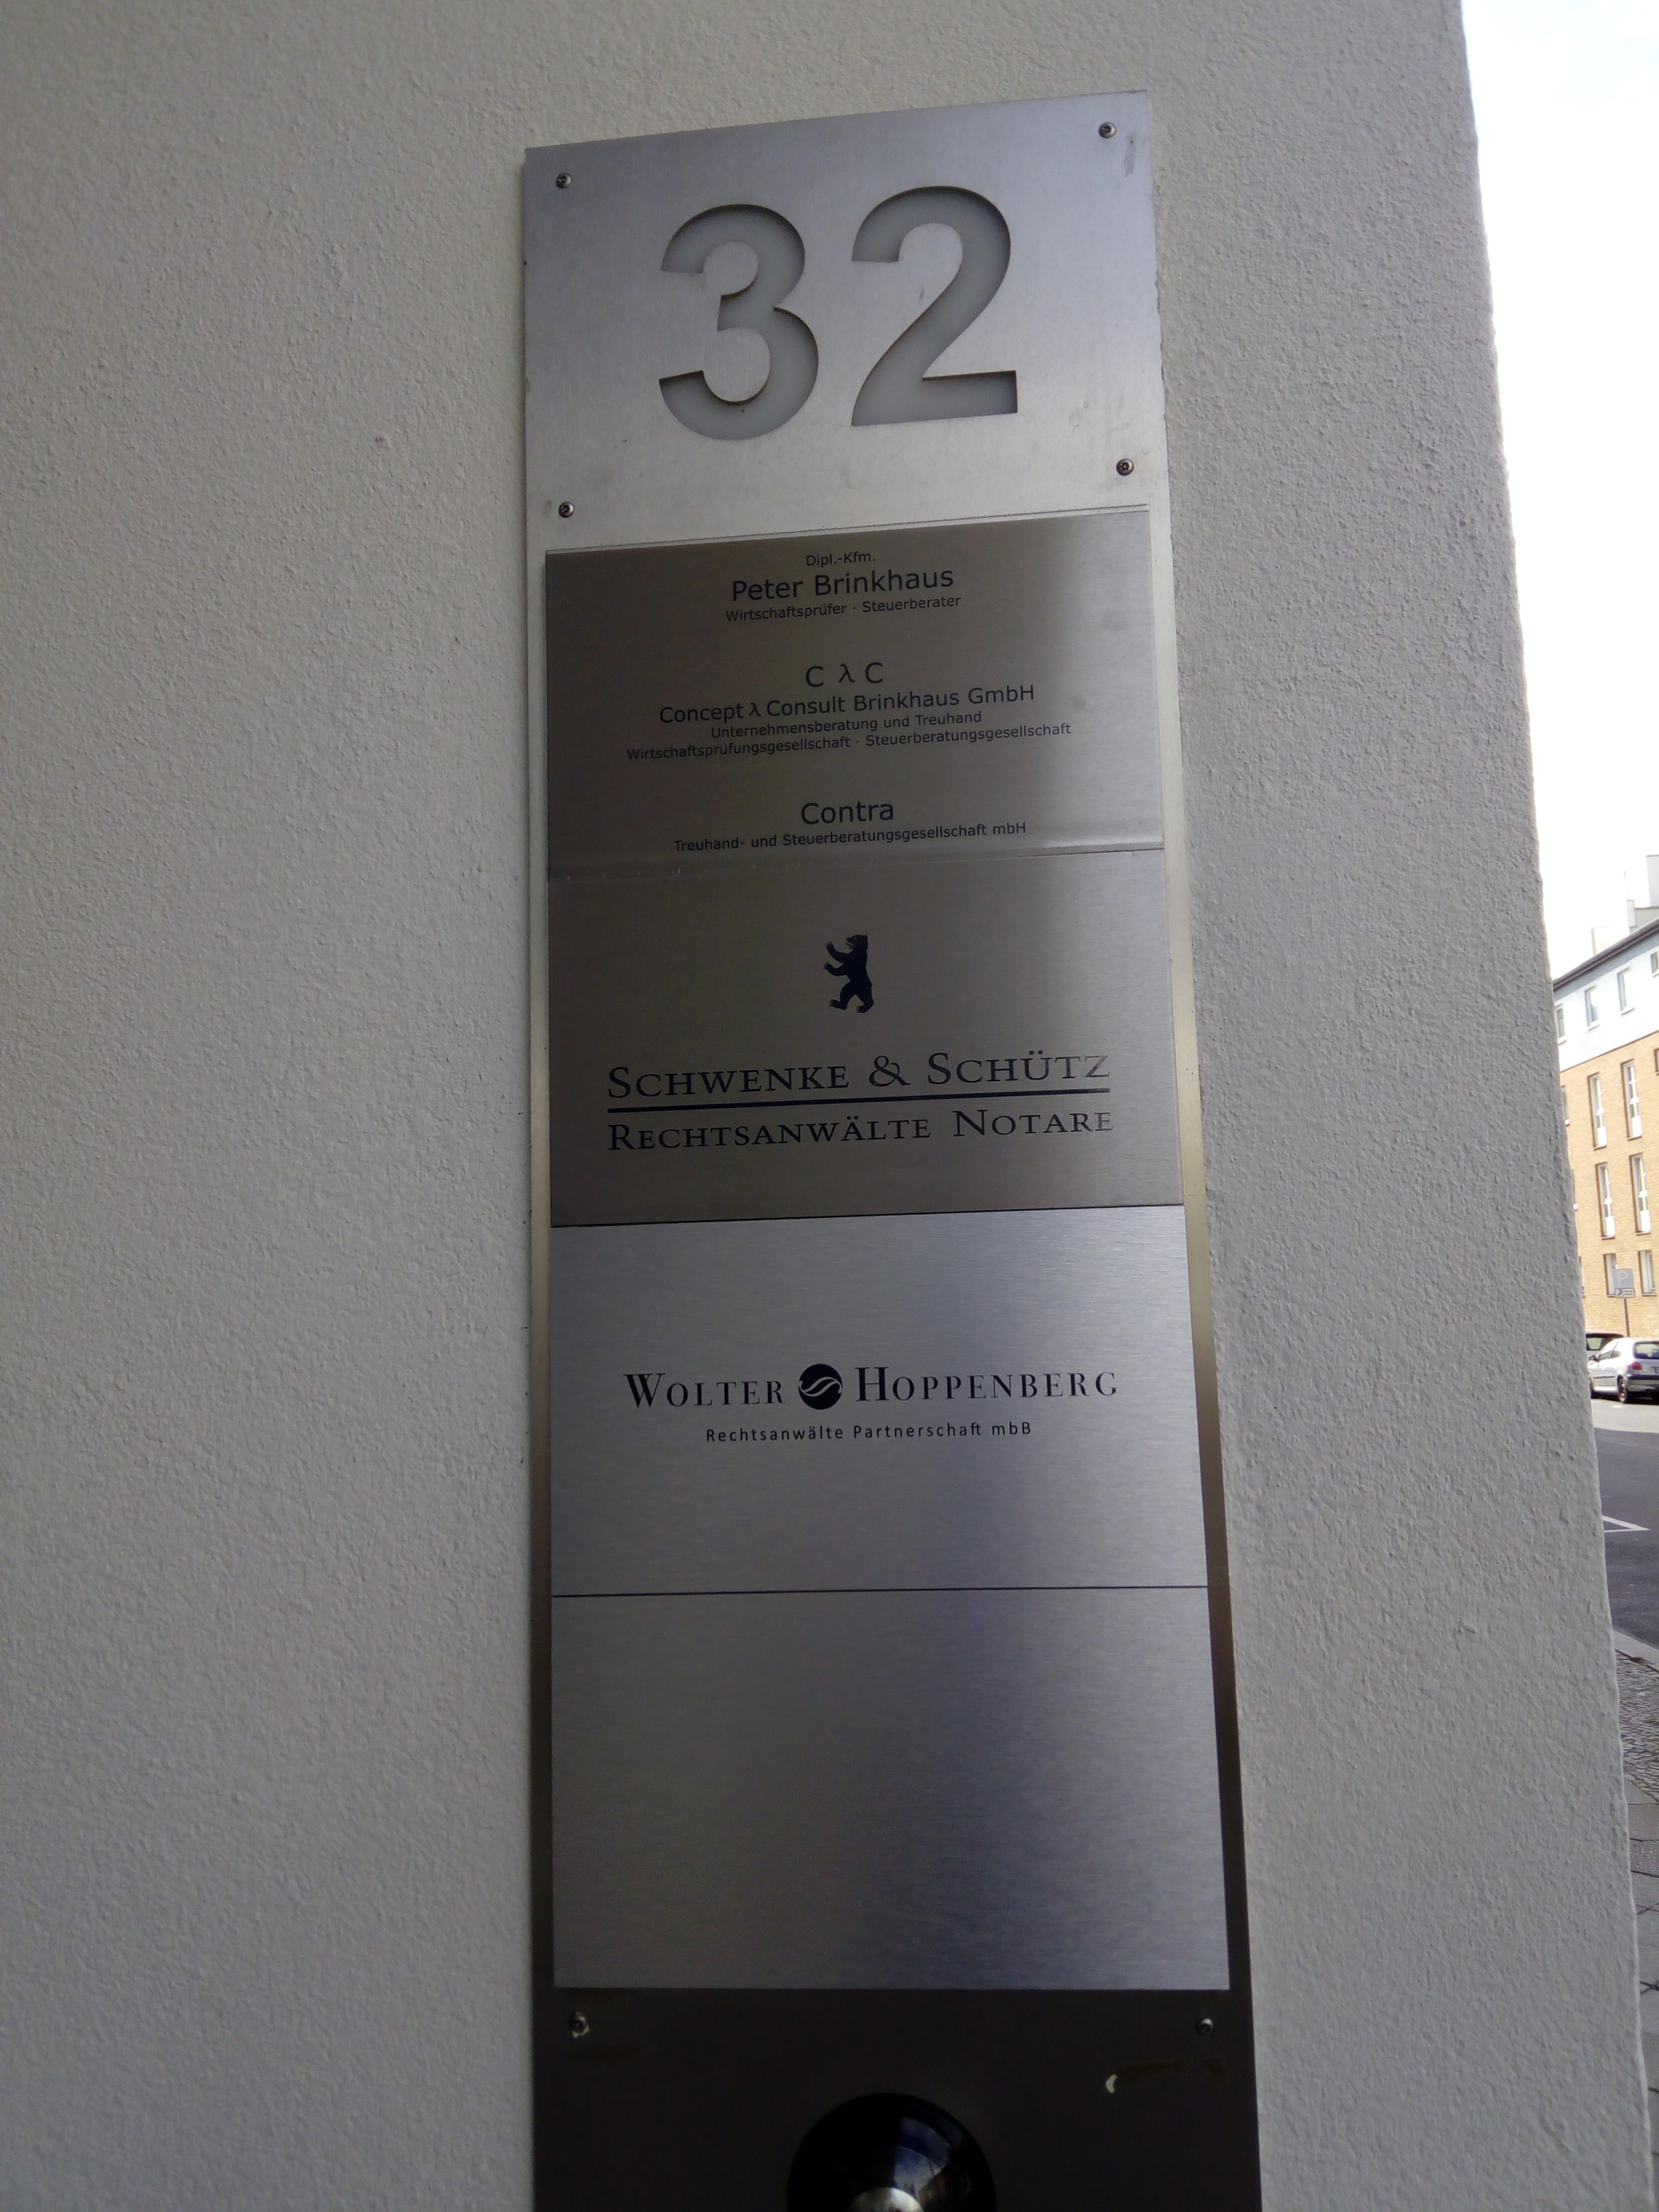 32
Dipl.-Kfm.
Peter Brinkhaus
Wirtschaftsprüfer · Steuerberater
C λ C
Concept λ Consult Brinkhaus GmbH
Unternehmensberatung und Treuhand
Wirtschaftsprüfungsgesellschaft · Steuerberatungsgesellschaft
Contra
Treuhand- und Steuerberatungsgesellschaft mbH
SCHWENKE & SCHÜTZ
RECHTSANWÄLTE NOTARE
WOLTER HOPPENBERG
Rechtsanwälte Partnerschaft mbB